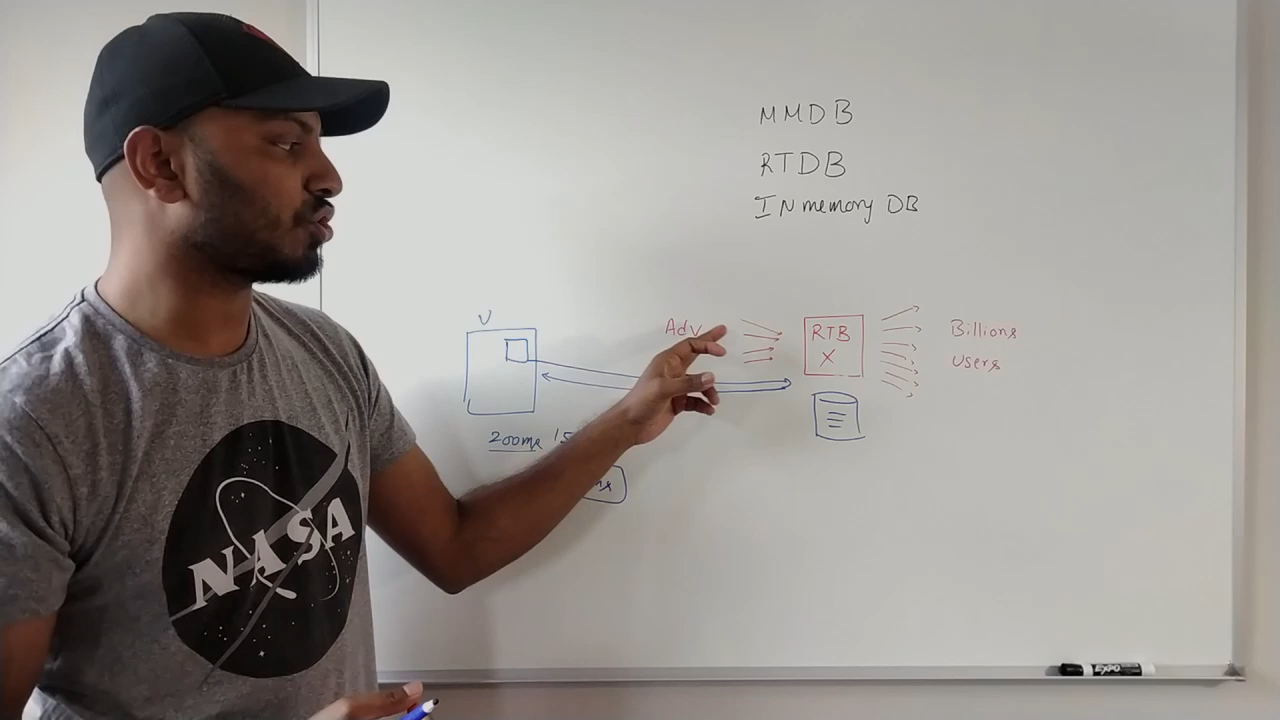 MMDB
RTDB
IN memory DB
U
Adv
RTB
X
Billions
users
200ms
NASA
EXPO